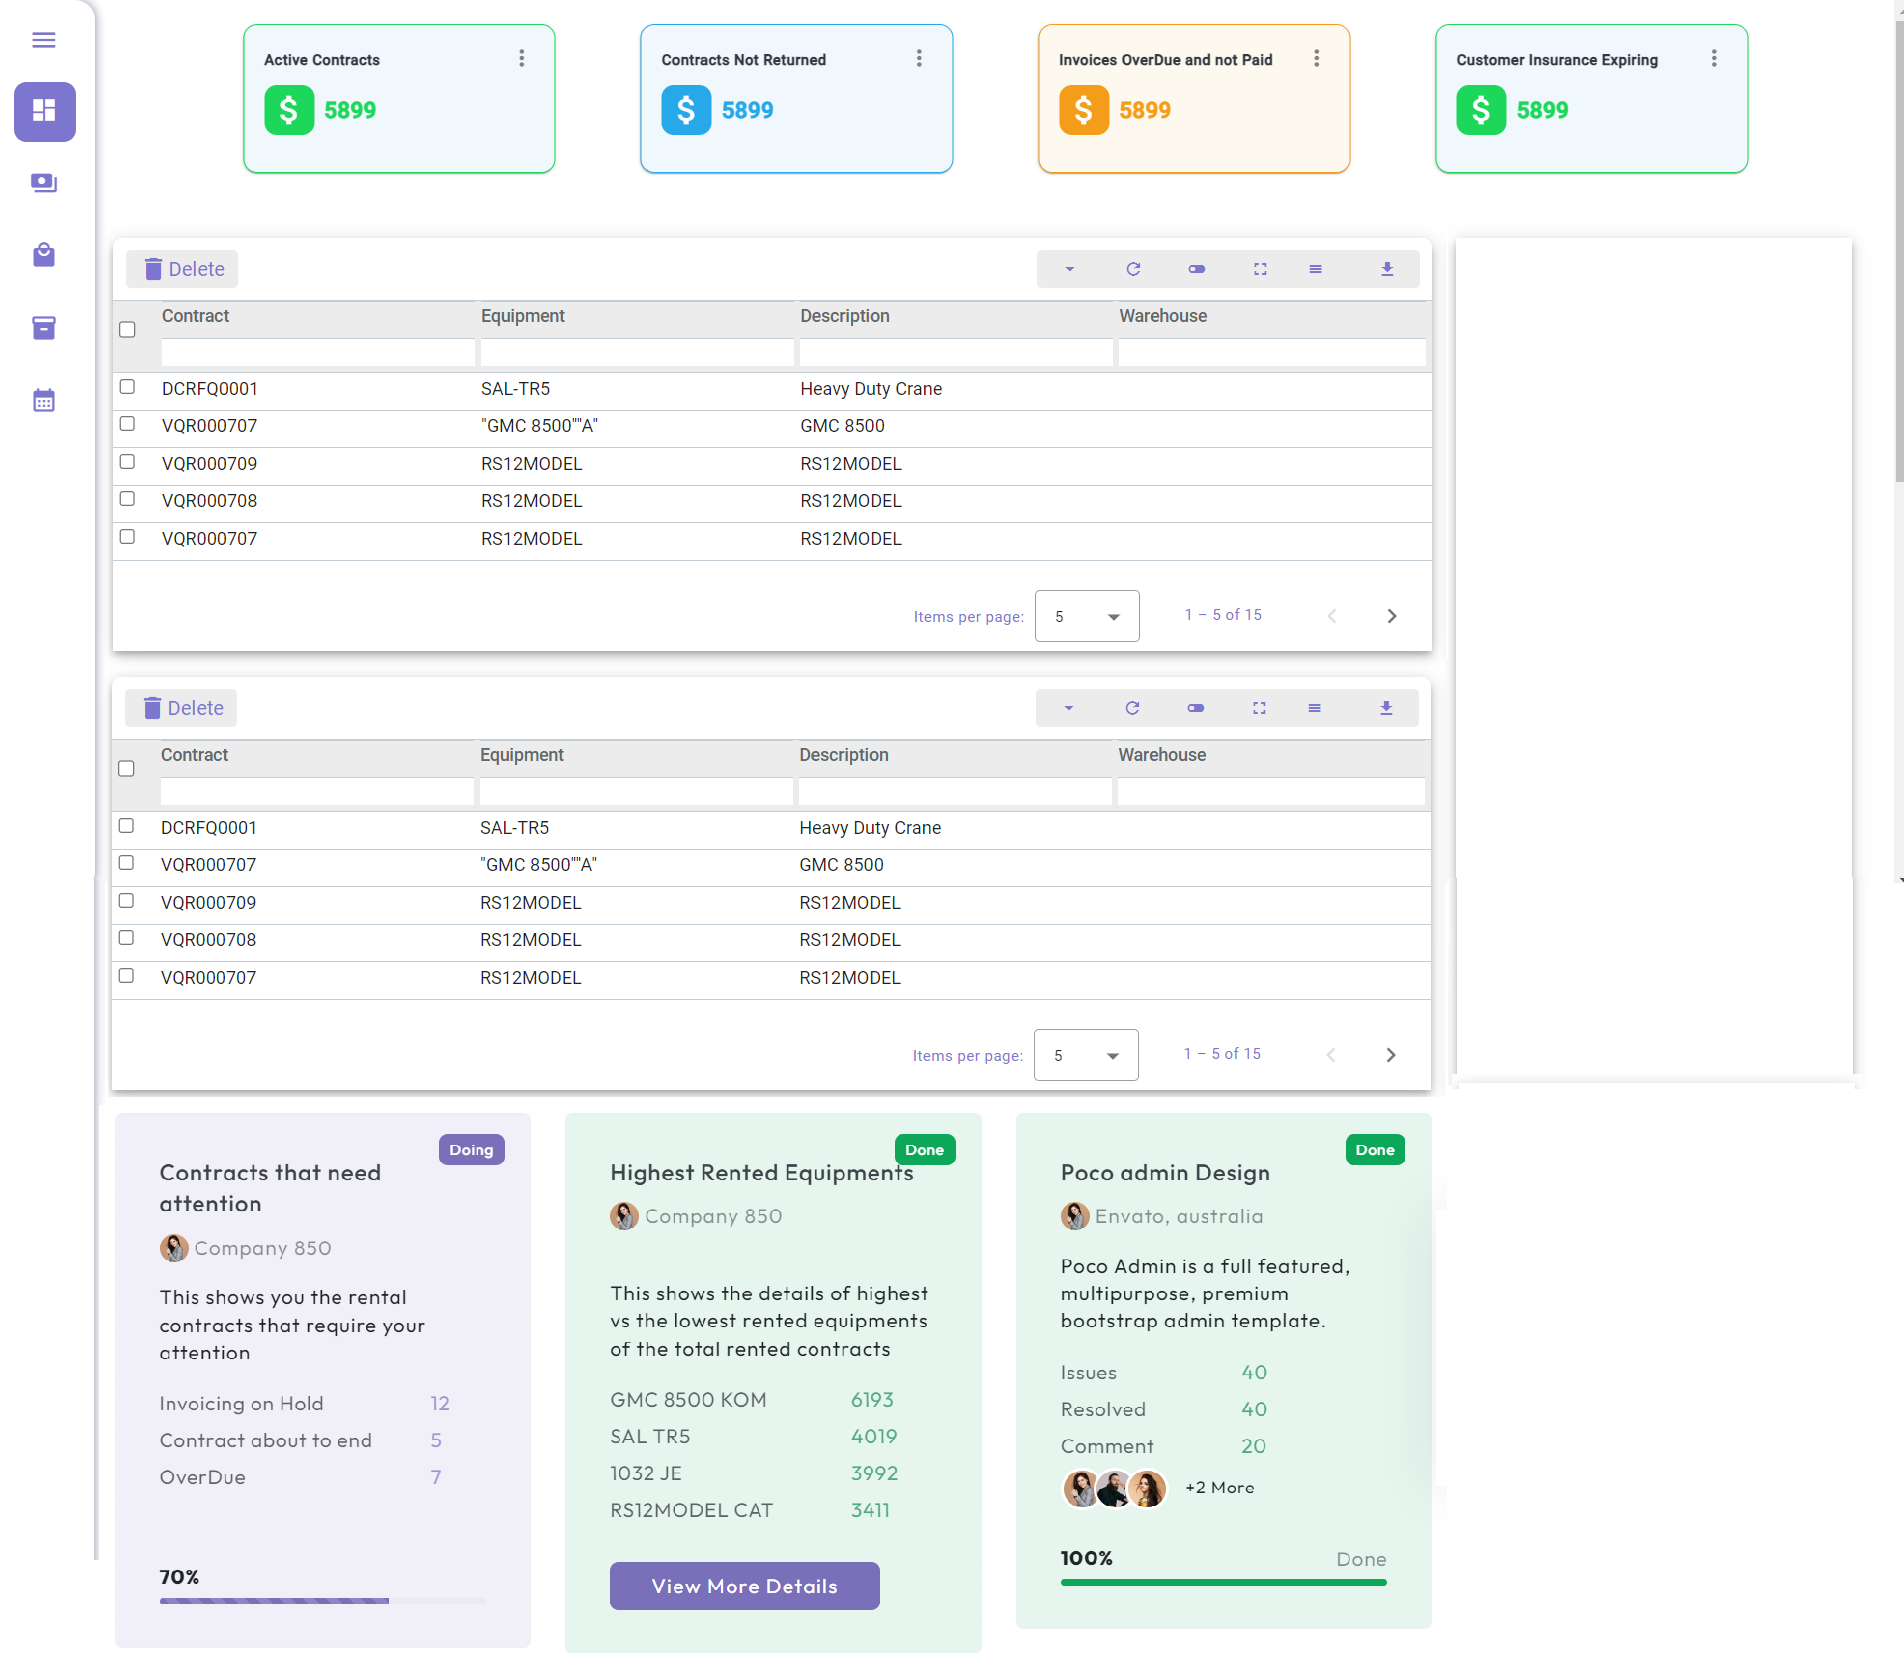 Active Contracts
$ 5899
Contracts Not Returned
$ 5899
Invoices OverDue and not Paid
$ 5899
Customer Insurance Expiring
$ 5899
Delete
Contract Equipment Description Warehouse
DCRFQ0001 SAL-TR5 Heavy Duty Crane
VQR000707 "GMC 8500""A" GMC 8500
VQR000709 RS12MODEL RS12MODEL
VQR000708 RS12MODEL RS12MODEL
VQR000707 RS12MODEL RS12MODEL
Items per page: 5 1 – 5 of 15
Delete
Contract Equipment Description Warehouse
DCRFQ0001 SAL-TR5 Heavy Duty Crane
VQR000707 "GMC 8500""A" GMC 8500
VQR000709 RS12MODEL RS12MODEL
VQR000708 RS12MODEL RS12MODEL
VQR000707 RS12MODEL RS12MODEL
Items per page: 5 1 – 5 of 15
Doing
Contracts that need
attention
Company 850
This shows you the rental
contracts that require your
attention
Invoicing on Hold 12
Contract about to end 5
OverDue 7
70%
Done
Highest Rented Equipments
Company 850
This shows the details of highest
vs the lowest rented equipments
of the total rented contracts
GMC 8500 KOM 6193
SAL TR5 4019
1032 JE 3992
RS12MODEL CAT 3411
View More Details
Done
Poco admin Design
Envato, australia
Poco Admin is a full featured,
multipurpose, premium
bootstrap admin template.
Issues 40
Resolved 40
Comment 20
+2 More
100% Done